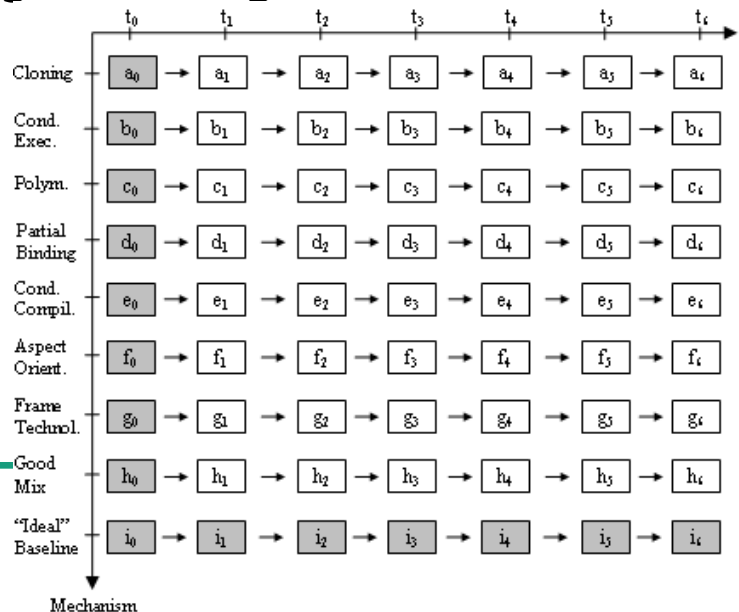 t₀ t₁ t₂ t₃ t₄ t₅ t₆
Cloning a₀ a₁ a₂ a₃ a₄ a₅ a₆
Cond.
Exec. b₀ b₁ b₂ b₃ b₄ b₅ b₆
Polym. c₀ c₁ c₂ c₃ c₄ c₅ c₆
Partial
Binding d₀ d₁ d₂ d₃ d₄ d₅ d₆
Cond.
Compil. e₀ e₁ e₂ e₃ e₄ e₅ e₆
Aspect
Orient. f₀ f₁ f₂ f₃ f₄ f₅ f₆
Frame
Technol. g₀ g₁ g₂ g₃ g₄ g₅ g₆
Good
Mix h₀ h₁ h₂ h₃ h₄ h₅ h₆
“Ideal”
Baseline i₀ i₁ i₂ i₃ i₄ i₅ i₆
Mechanism